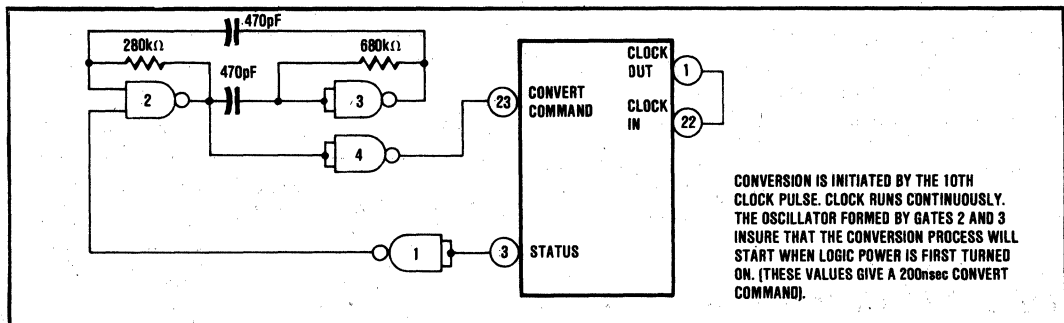 470pF
280kΩ
680kΩ
470pF
2
3
4
1
23
CONVERT
COMMAND
CLOCK
OUT
1
CLOCK
IN
22
3
STATUS
CONVERSION IS INITIATED BY THE 10TH
CLOCK PULSE. CLOCK RUNS CONTINUOUSLY.
THE OSCILLATOR FORMED BY GATES 2 AND 3
INSURE THAT THE CONVERSION PROCESS WILL
START WHEN LOGIC POWER IS FIRST TURNED
ON. (THESE VALUES GIVE A 200nsec CONVERT
COMMAND).